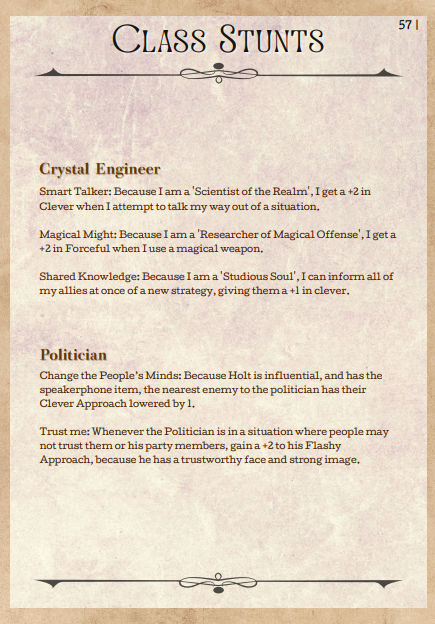 57 |
Class Stunts
Crystal Engineer
Smart Talker: Because I am a 'Scientist of the Realm', I get a +2 in
Clever when I attempt to talk my way out of a situation.
Magical Might: Because I am a 'Researcher of Magical Offense', I get a
+2 in Forceful when I use a magical weapon.
Shared Knowledge: Because I am a 'Studious Soul', I can inform all of
my allies at once of a new strategy, giving them a +1 in clever.
Politician
Change the People's Minds: Because Holt is influential, and has the
speakerphone item, the nearest enemy to the politician has their
Clever Approach lowered by 1.
Trust me: Whenever the Politician is in a situation where people may
not trust them or his party members, gain a +2 to his Flashy
Approach, because he has a trustworthy face and strong image.